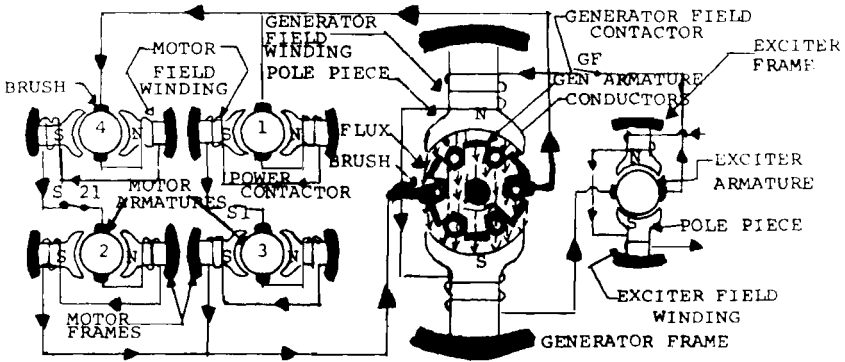 GENERATOR
FIELD
WINDING
POLE PIECE
GENERATOR FIELD
CONTACTOR
EXCITER
FRAME
GF
GEN ARMATURE
CONDUCTORS
MOTOR
FIELD
WINDING
BRUSH
4
S
N
1
S
N
N
FLUX
BRUSH
POWER
CONTACTOR
S 21
MOTOR
ARMATURES
S1
2
S
N
3
S
N
S
N
EXCITER
ARMATURE
S
POLE PIECE
MOTOR
FRAMES
EXCITER FIELD
WINDING
GENERATOR FRAME